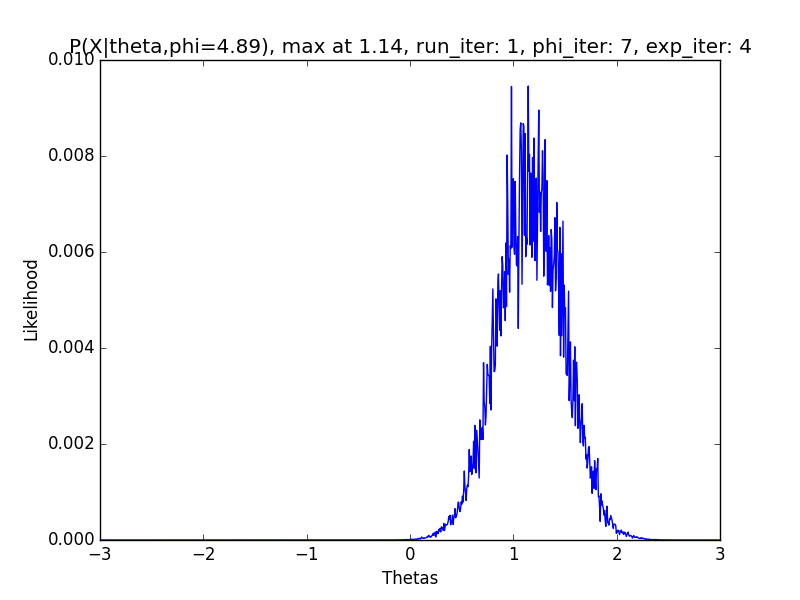 P(X|theta,phi=4.89), max at 1.14, run_iter: 1, phi_iter: 7, exp_iter: 4
0.010
0.008
0.006
0.004
0.002
0.000
Likelihood
−3 −2 −1 0 1 2 3
Thetas